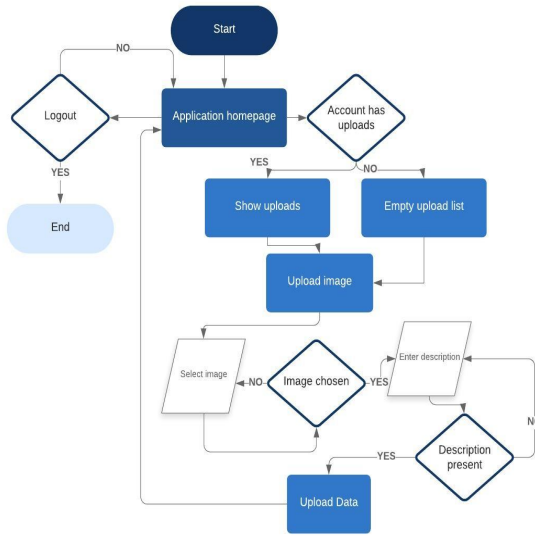 Start
NO
Logout
Application homepage
Account has
uploads
YES
YES
NO
End
Show uploads
Empty upload list
Upload image
Select image
NO
Image chosen
YES
Enter description
Description
present
YES
Upload Data